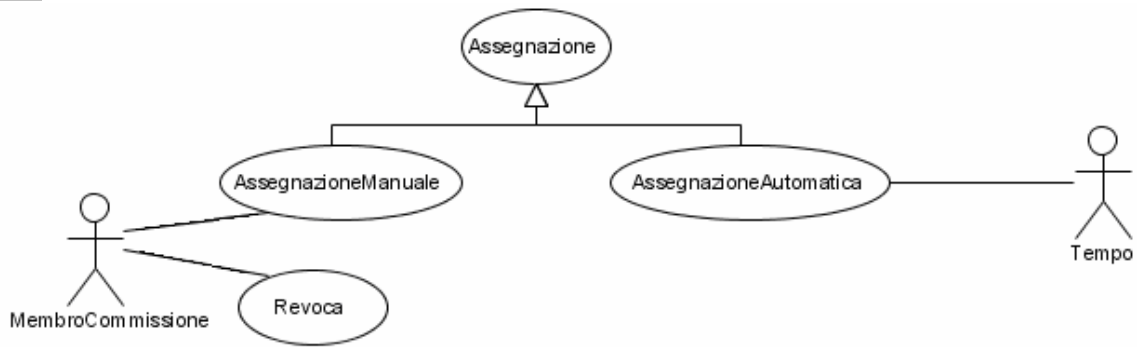 Assegnazione
AssegnazioneManuale
AssegnazioneAutomatica
Tempo
Revoca
MembroCommissione